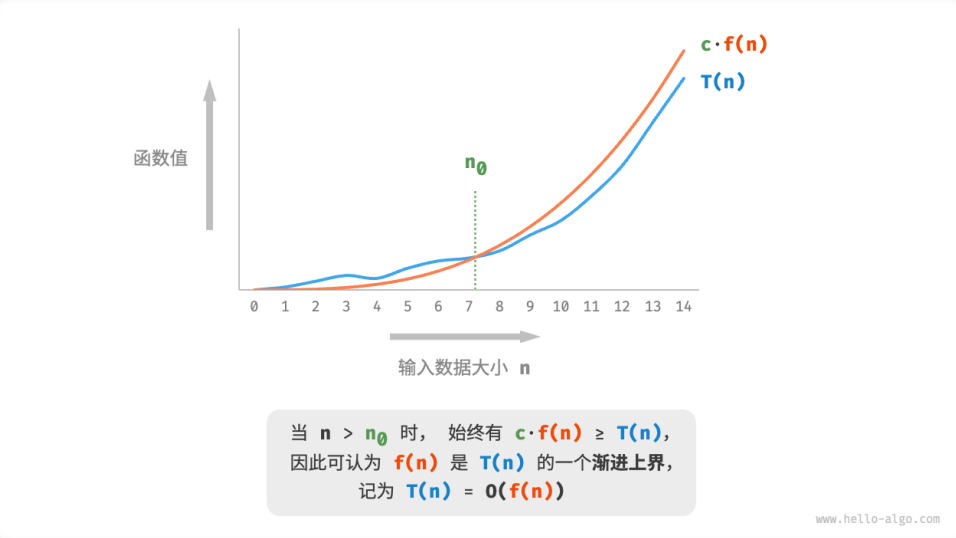 c·f(n)
T(n)
函数值
n0
0 1 2 3 4 5 6 7 8 9 10 11 12 13 14
输入数据大小 n
当 n > n0 时， 始终有 c·f(n) ≥ T(n)，
因此可认为 f(n) 是 T(n) 的一个渐进上界，
记为 T(n) = O(f(n))
www.hello-algo.com